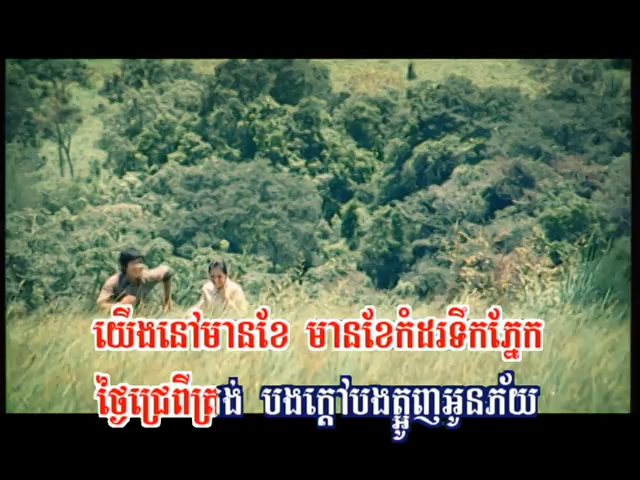 យើងនៅមានខែ មានខែកំដរទឹកភ្នែក
ថ្ងៃជ្រេពីត្រង់ បងក្ដៅបងត្អូញអូនភ័យ